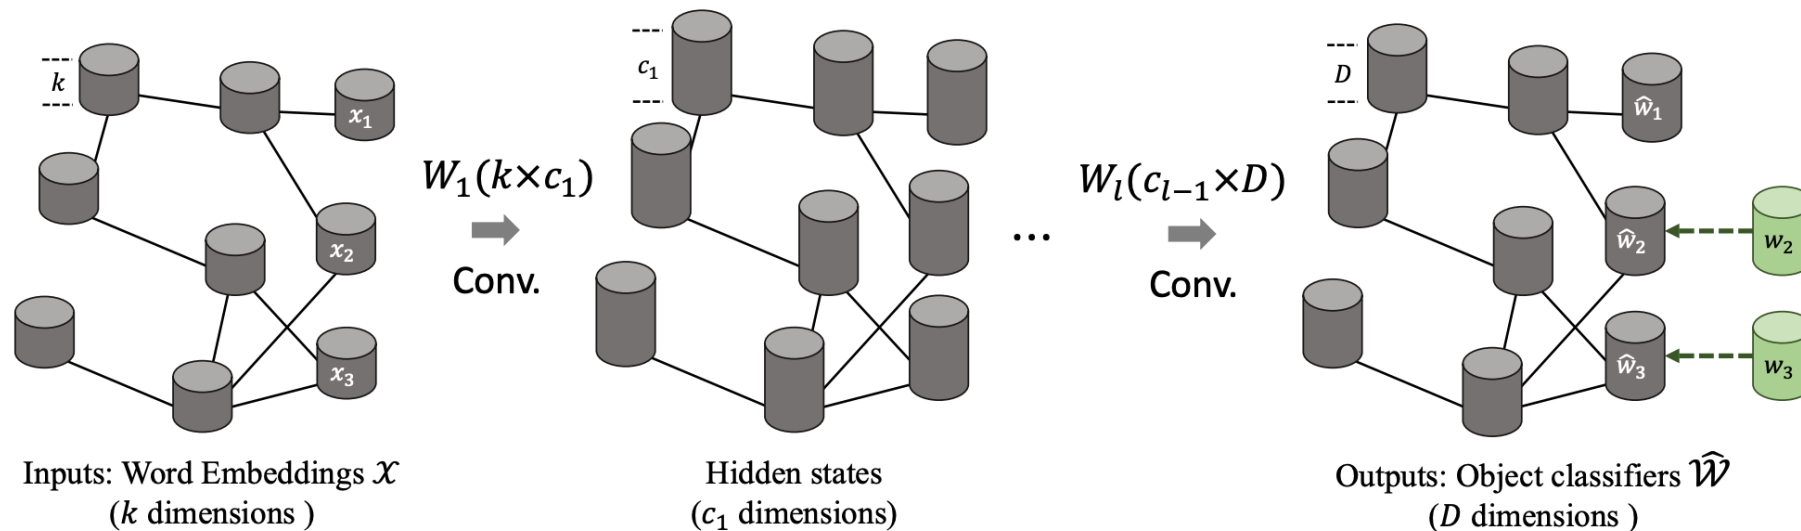 k
x₁
x₂
x₃
Inputs: Word Embeddings 𝒳
(k dimensions )
W₁(k×c₁)
Conv.
c₁
Hidden states
(c₁ dimensions)
...
Wₗ(cₗ₋₁×D)
Conv.
D
ŵ₁
ŵ₂
w₂
ŵ₃
w₃
Outputs: Object classifiers 𝒲̂
(D dimensions )